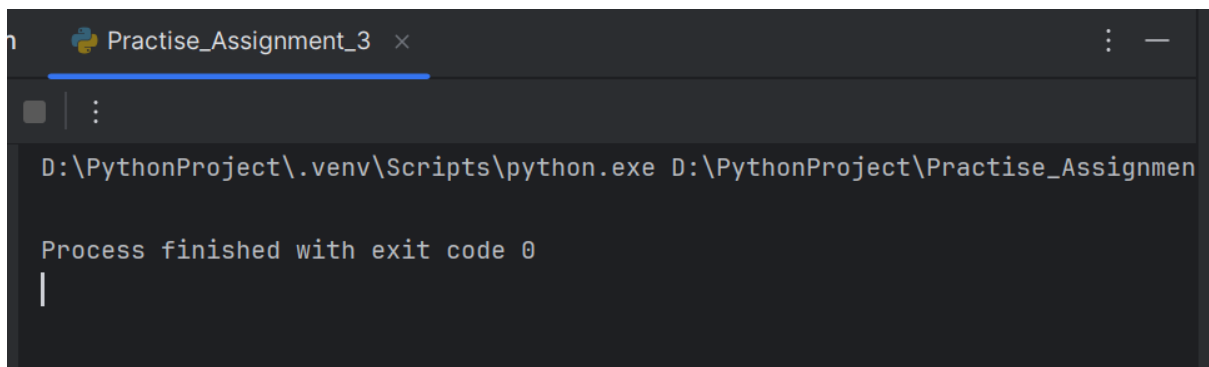 n Practise_Assignment_3
D:\PythonProject\.venv\Scripts\python.exe D:\PythonProject\Practise_Assignmen
Process finished with exit code 0